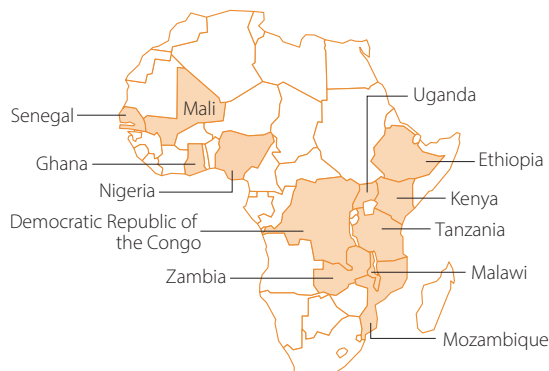 Mali
Uganda
Senegal
Ghana
Ethiopia
Nigeria
Kenya
Democratic Republic of
the Congo
Tanzania
Zambia
Malawi
Mozambique